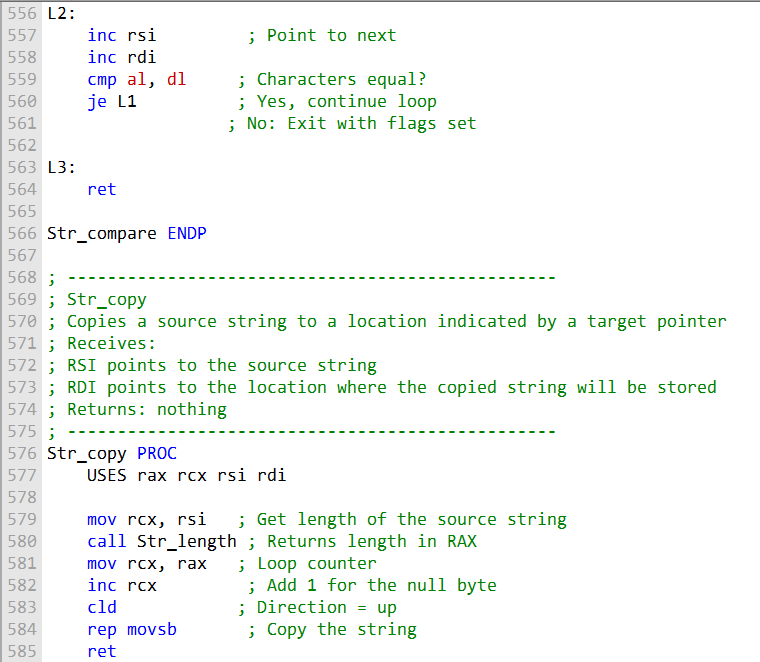 556 L2:
557     inc rsi         ; Point to next
558     inc rdi
559     cmp al, dl     ; Characters equal?
560     je L1          ; Yes, continue loop
561                   ; No: Exit with flags set
562
563 L3:
564     ret
565
566 Str_compare ENDP
567
568 ; -------------------------------------------------
569 ; Str_copy
570 ; Copies a source string to a location indicated by a target pointer
571 ; Receives:
572 ; RSI points to the source string
573 ; RDI points to the location where the copied string will be stored
574 ; Returns: nothing
575 ; -------------------------------------------------
576 Str_copy PROC
577     USES rax rcx rsi rdi
578
579     mov rcx, rsi   ; Get length of the source string
580     call Str_length ; Returns length in RAX
581     mov rcx, rax   ; Loop counter
582     inc rcx         ; Add 1 for the null byte
583     cld            ; Direction = up
584     rep movsb       ; Copy the string
585     ret